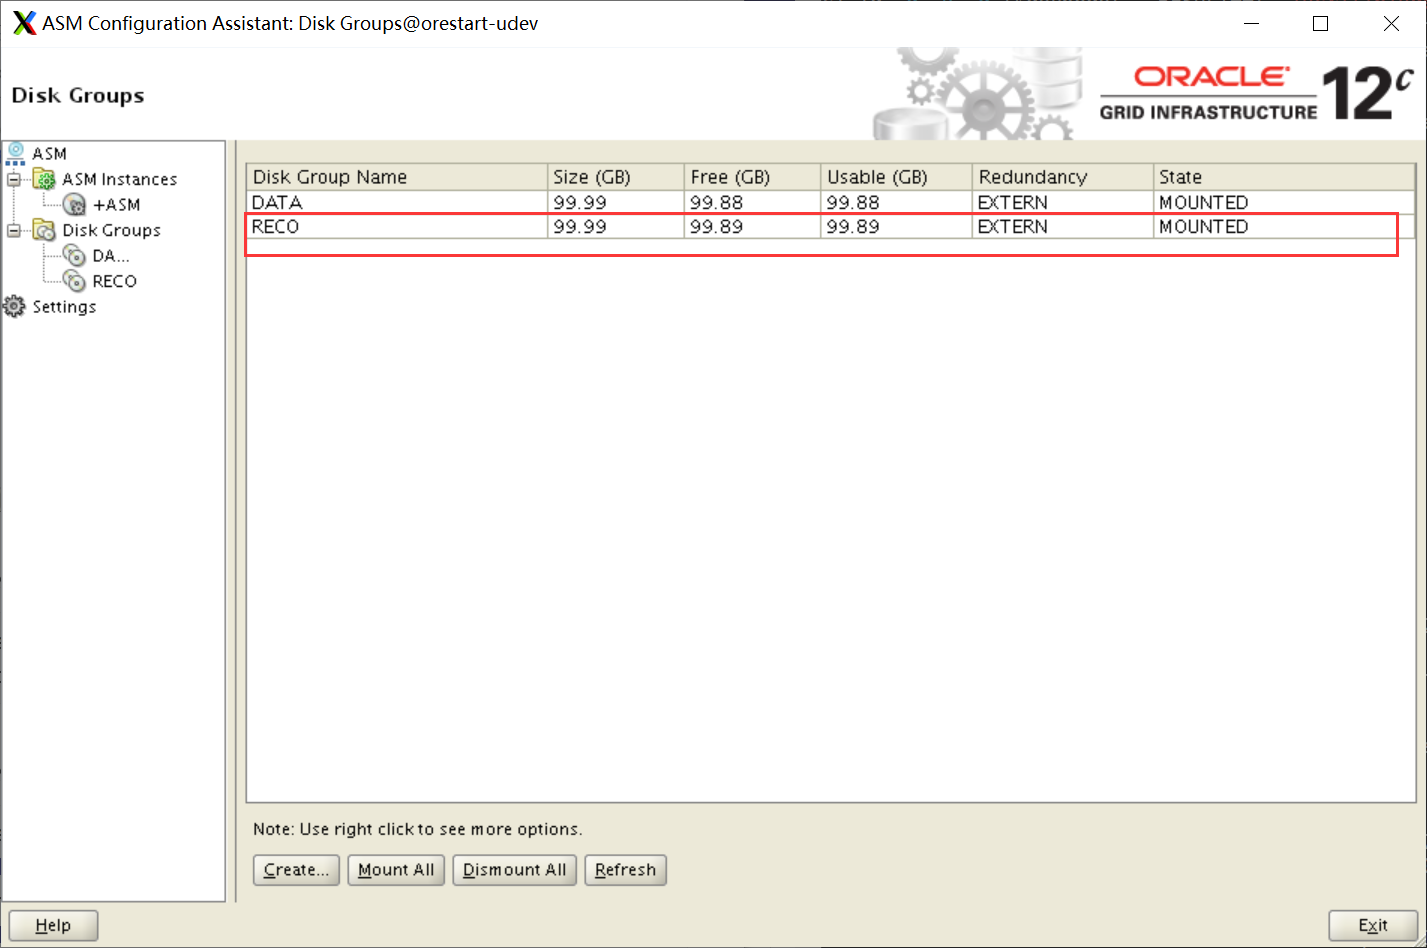 ASM Configuration Assistant: Disk Groups@orestart-udev
Disk Groups
ORACLE
GRID INFRASTRUCTURE 12c
ASM
ASM Instances
+ASM
Disk Groups
DA...
RECO
Settings
Disk Group Name Size (GB) Free (GB) Usable (GB) Redundancy State
DATA 99.99 99.88 99.88 EXTERN MOUNTED
RECO 99.99 99.89 99.89 EXTERN MOUNTED
Note: Use right click to see more options.
Create... Mount All Dismount All Refresh
Help Exit